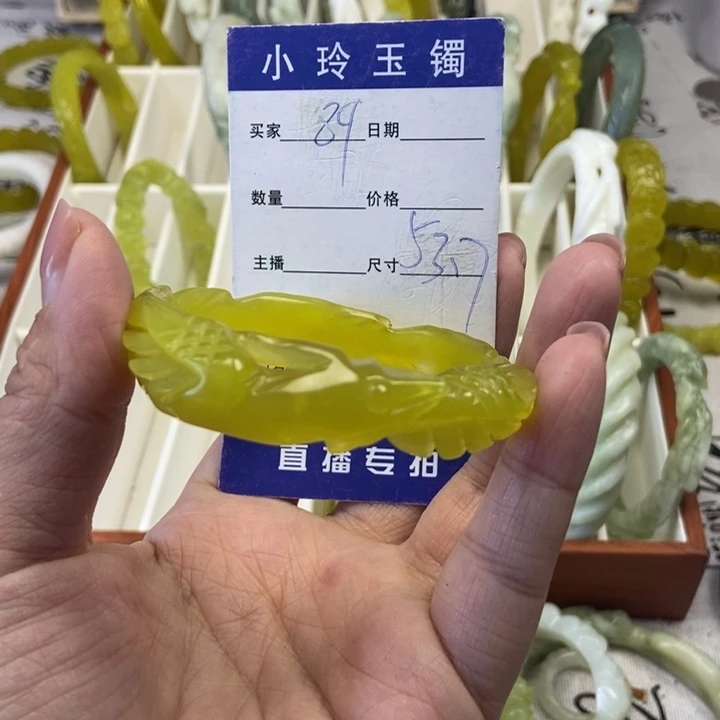 小玲玉镯
买家 89 日期
数量 价格
主播 尺寸 53.7
直播专拍